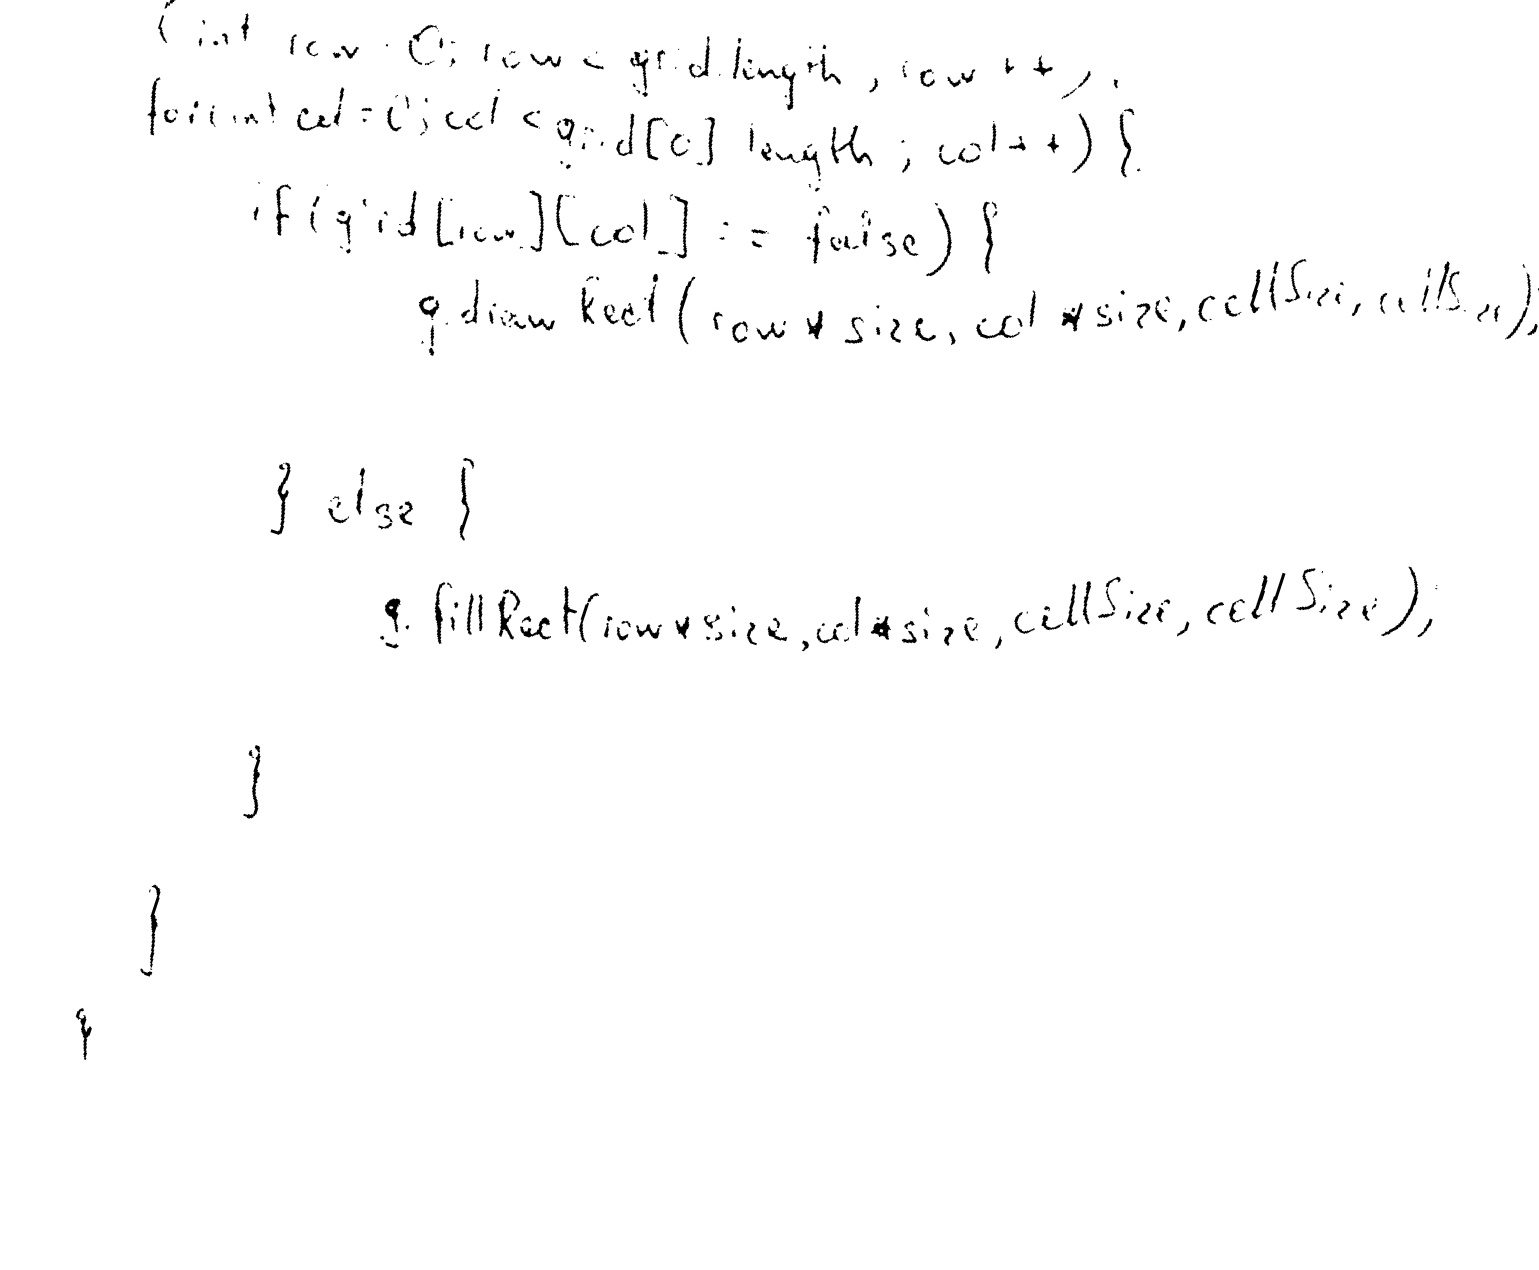 (int row = 0; row < grid.length; row++)
for(int col = 0; col < grid[0].length; col++) {
if(grid[row][col] == false) {
g.drawRect(row * size, col * size, cellSize, cellSize);
} else {
g.fillRect(row * size, col * size, cellSize, cellSize);
}
}
}